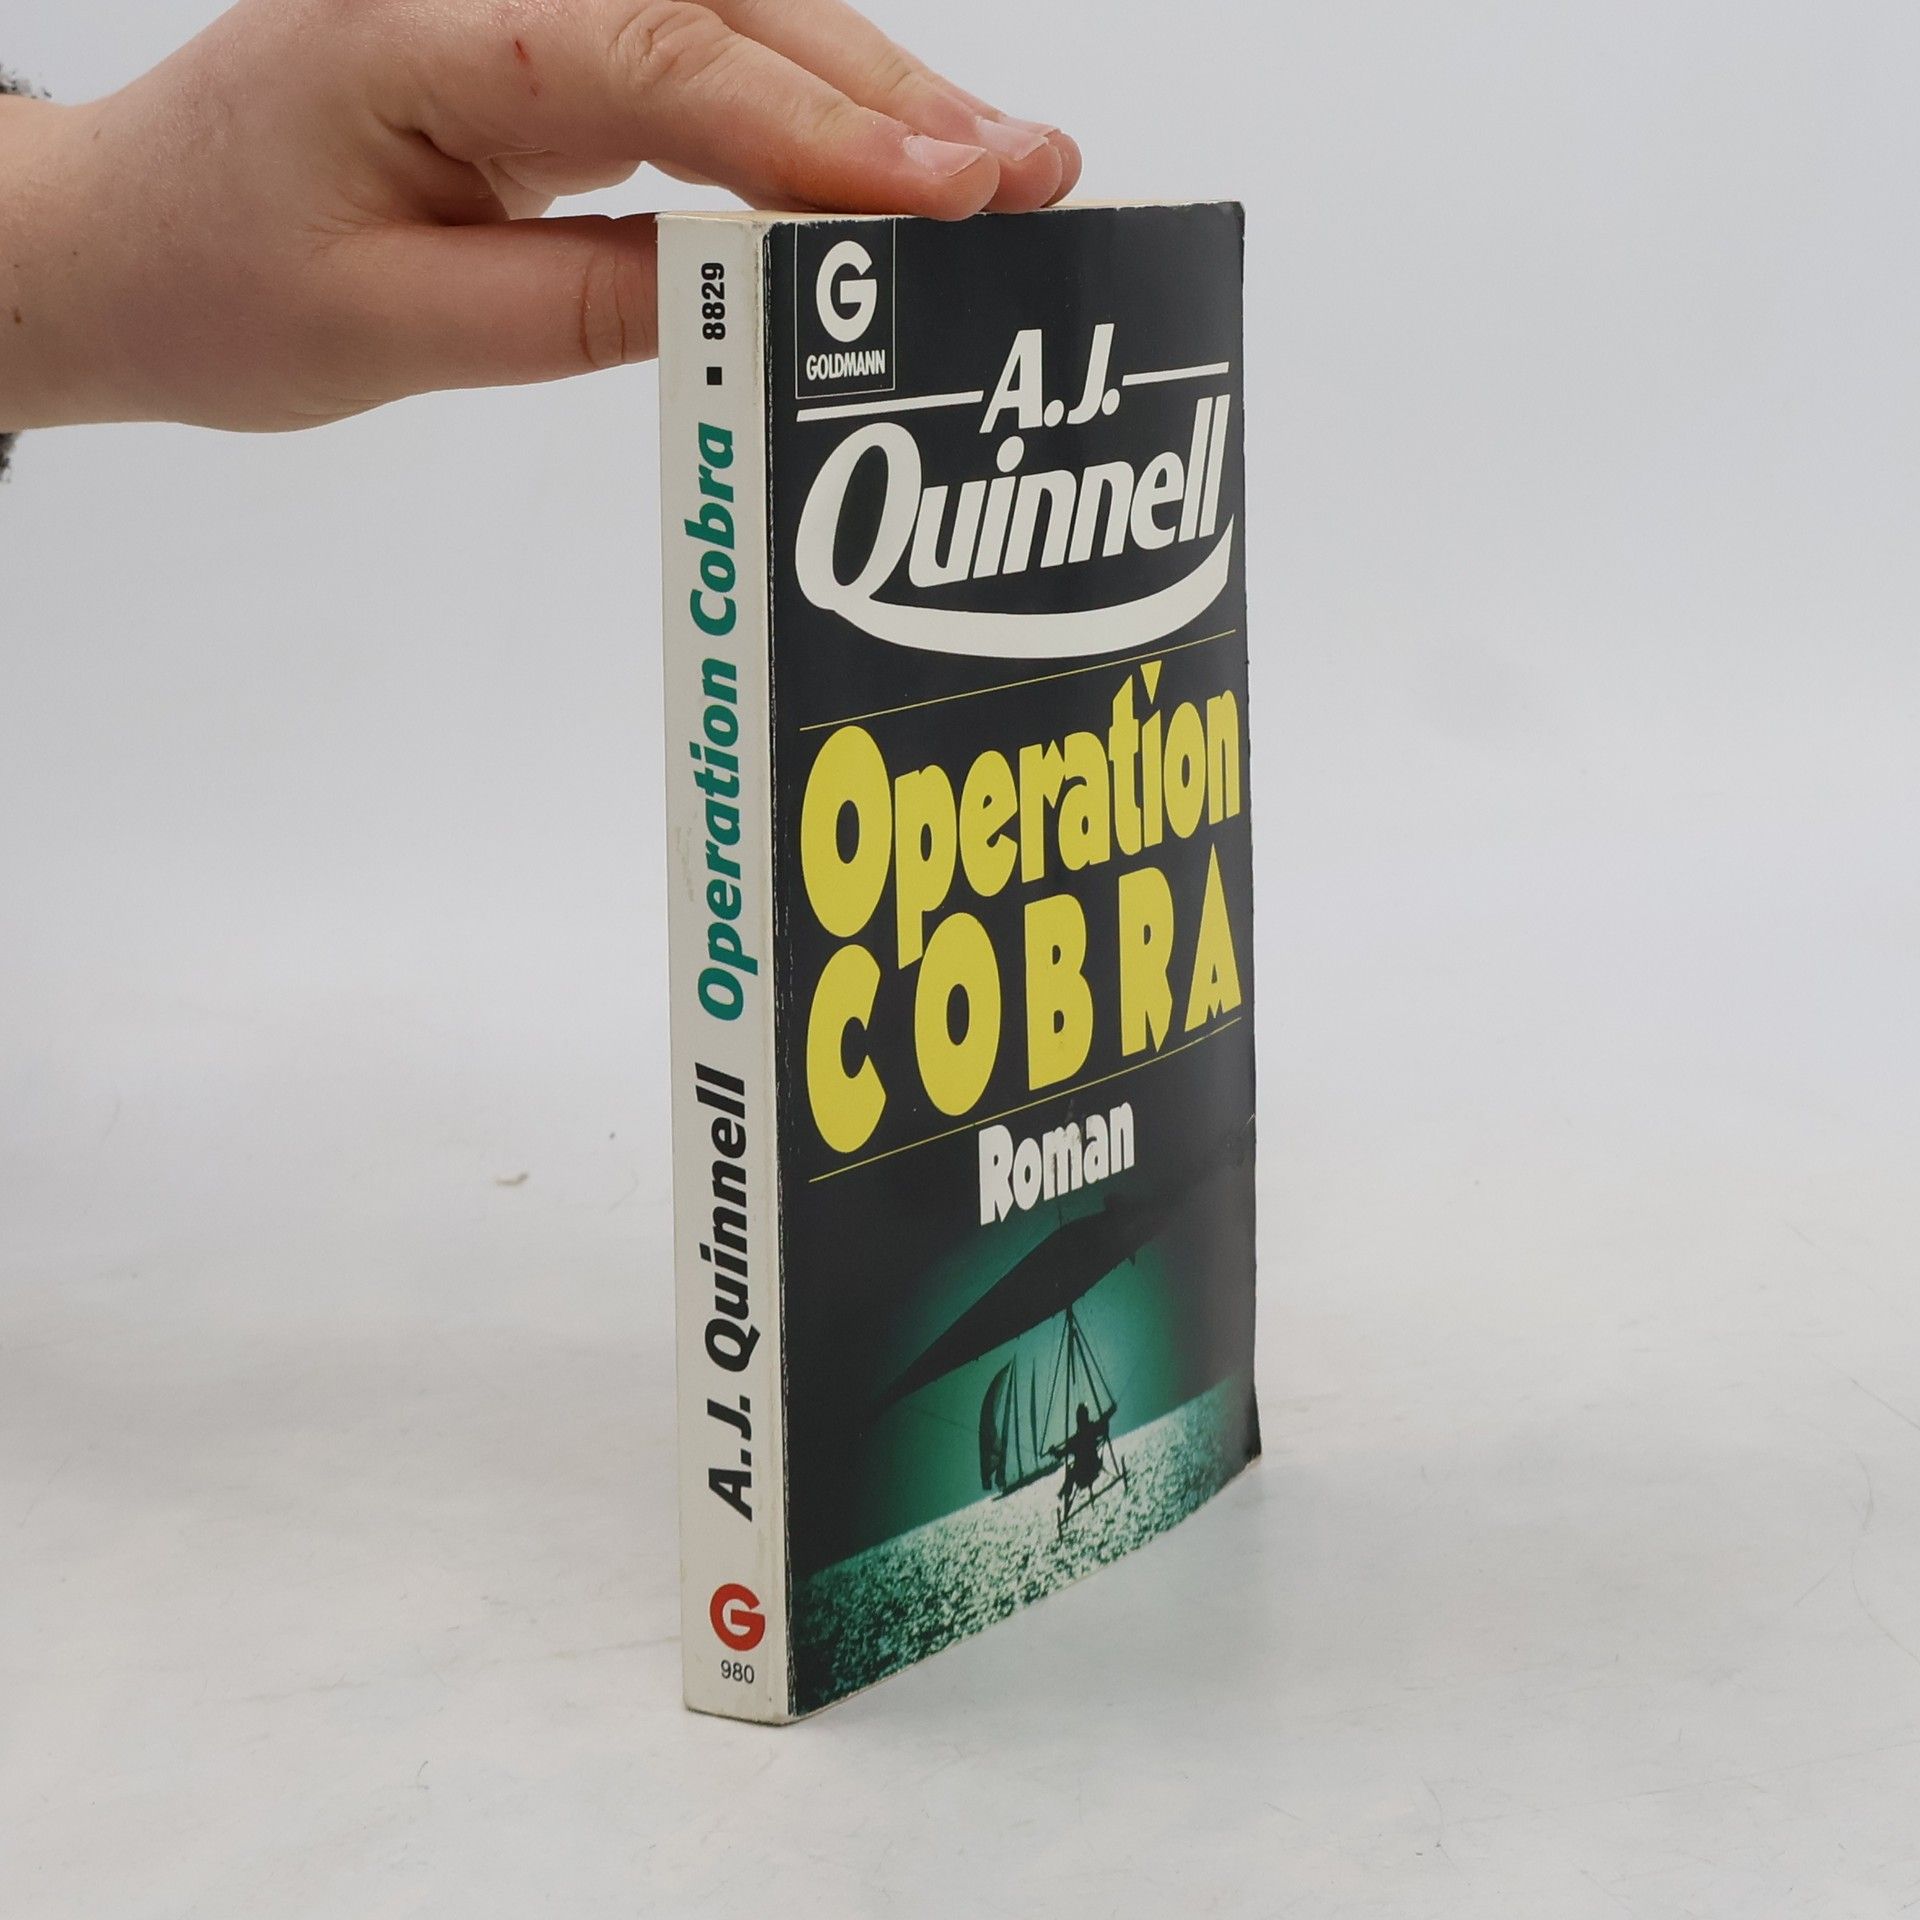 A.J. Quinnell Operation Cobra ▪ 8829
G
980
G
GOLDMANN
A.J.
Quinnell
Operation
COBRA
Roman